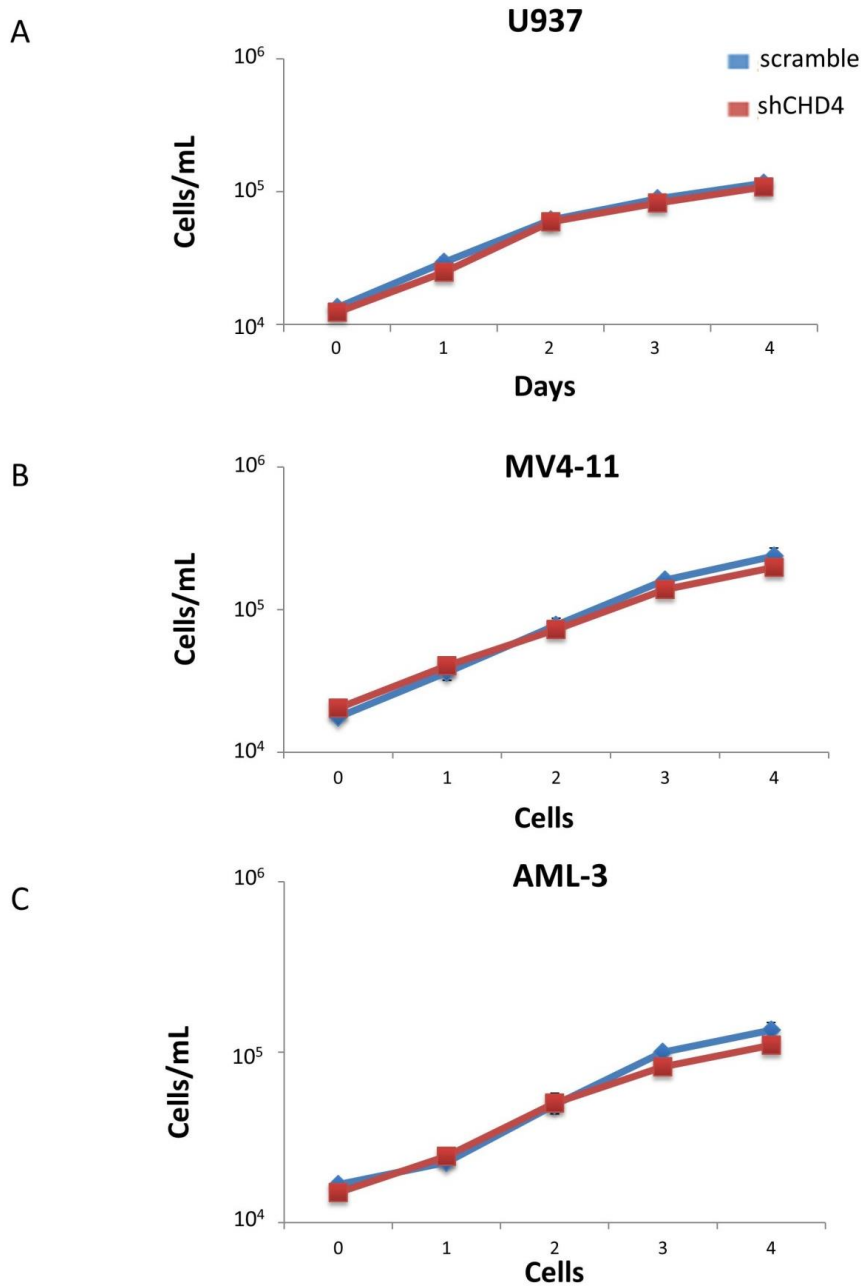 A
U937
10⁶
scramble
shCHD4
10⁵
Cells/mL
10⁴
0 1 2 3 4
Days
B
MV4-11
10⁶
Cells/mL
10⁵
10⁴
0 1 2 3 4
Cells
C
AML-3
10⁶
Cells/mL
10⁵
10⁴
0 1 2 3 4
Cells